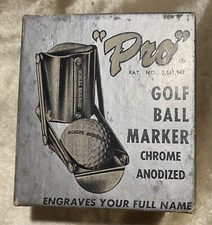 "Pro"
PAT. NO. 2,561,943
GOLF
BALL
MARKER
CHROME
ANODIZED
ENGRAVES YOUR FULL NAME